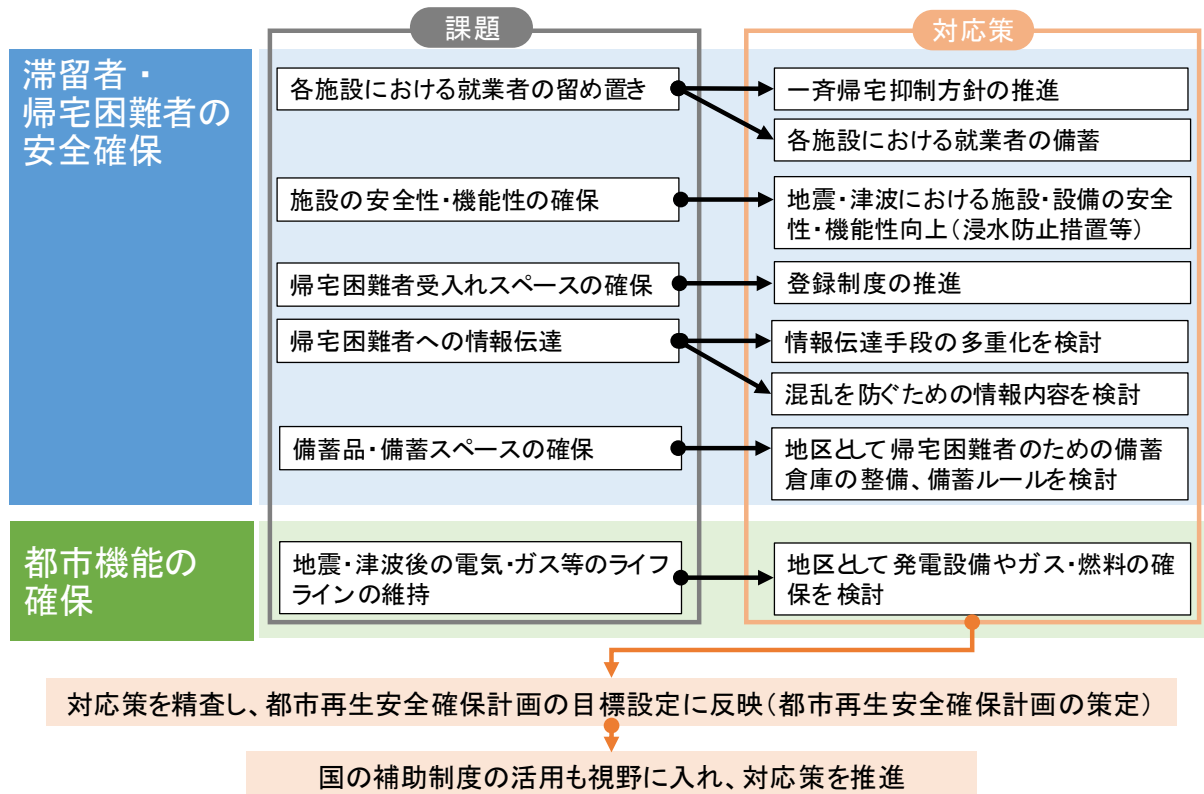 課題
対応策
滞留者・
帰宅困難者の
安全確保
各施設における就業者の留め置き
一斉帰宅抑制方針の推進
各施設における就業者の備蓄
施設の安全性・機能性の確保
地震・津波における施設・設備の安全
性・機能性向上（浸水防止措置等）
帰宅困難者受入れスペースの確保
登録制度の推進
帰宅困難者への情報伝達
情報伝達手段の多重化を検討
混乱を防ぐための情報内容を検討
備蓄品・備蓄スペースの確保
地区として帰宅困難者のための備蓄
倉庫の整備、備蓄ルールを検討
都市機能の
確保
地震・津波後の電気・ガス等のライフ
ラインの維持
地区として発電設備やガス・燃料の確
保を検討
対応策を精査し、都市再生安全確保計画の目標設定に反映（都市再生安全確保計画の策定）
国の補助制度の活用も視野に入れ、対応策を推進